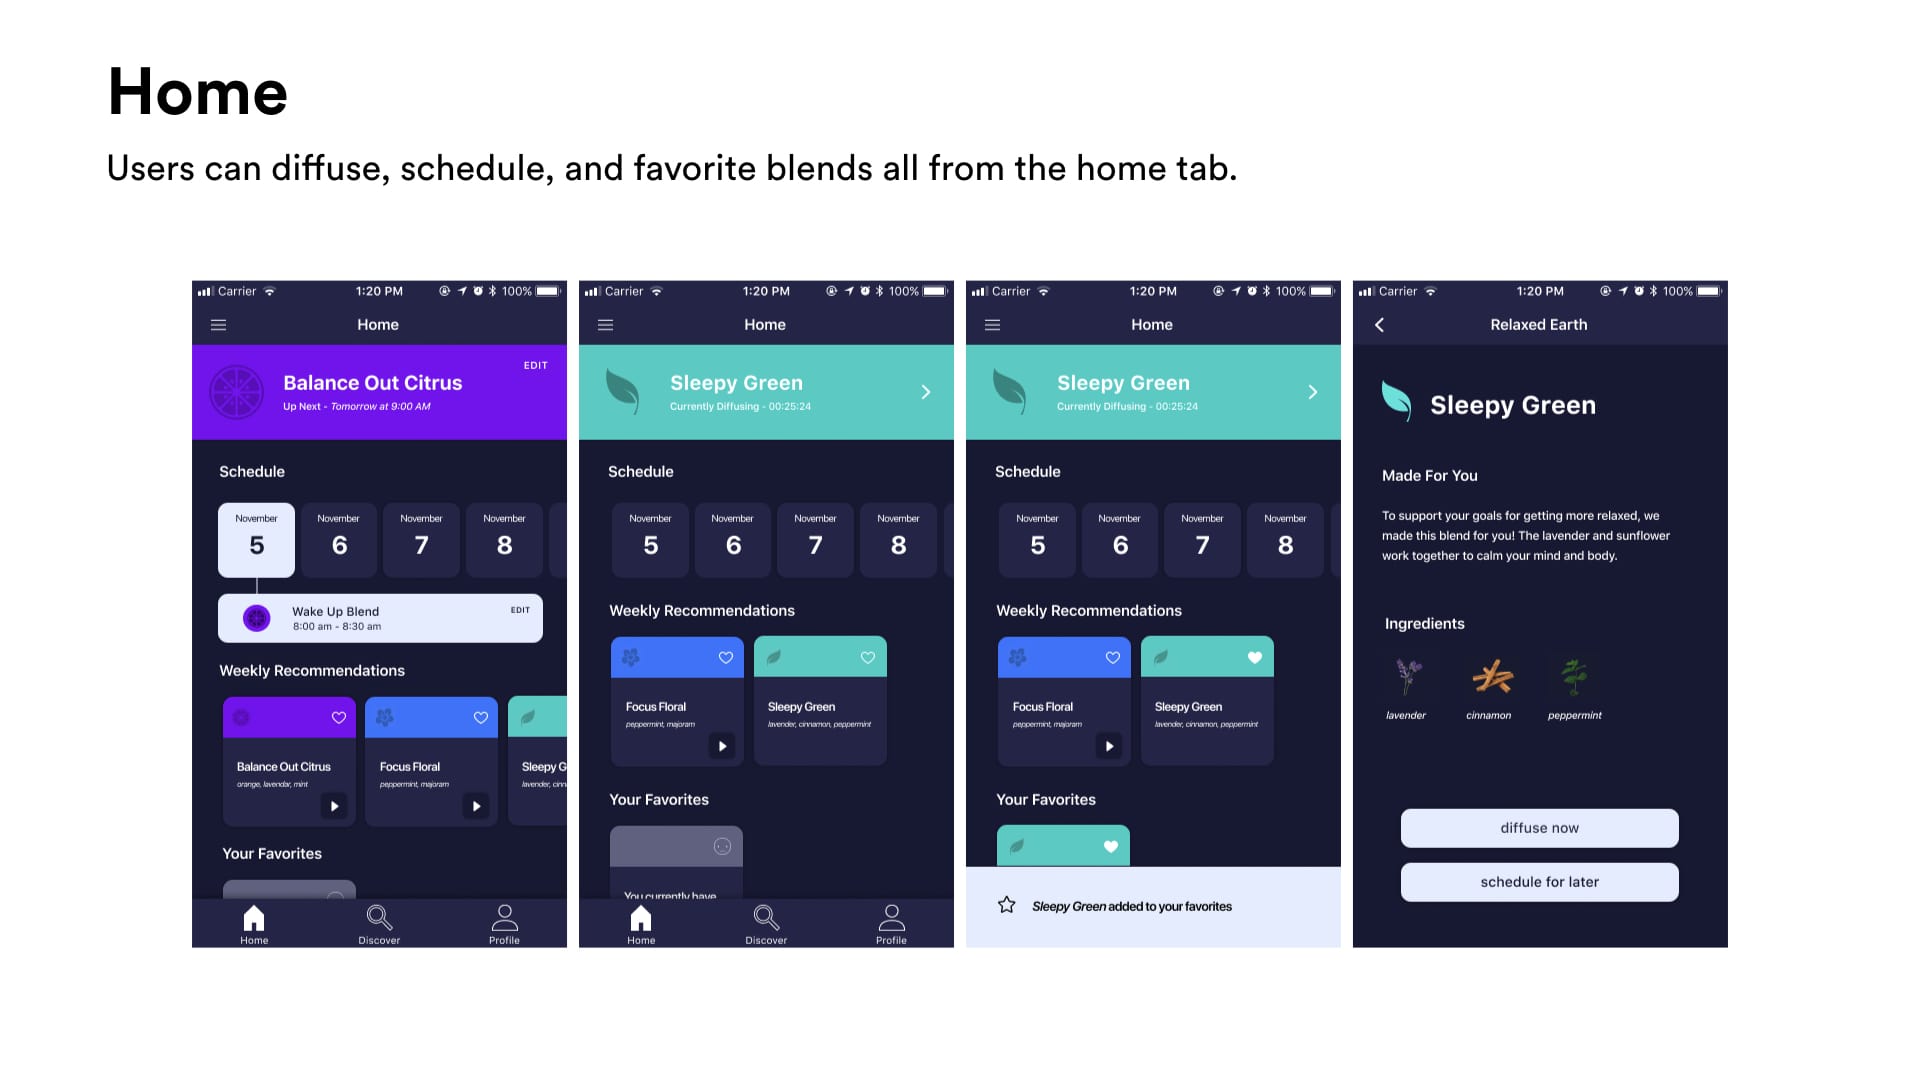 Home
Users can diffuse, schedule, and favorite blends all from the home tab.
Carrier 1:20 PM 100%
Home
EDIT
Balance Out Citrus
Up Next - Tomorrow at 9:00 AM
Schedule
November November November November
5 6 7 8
Wake Up Blend EDIT
8:00 am - 8:30 am
Weekly Recommendations
Balance Out Citrus Focus Floral Sleepy G
orange, lavendar, mint peppermint, majoram lavender, cinn
Your Favorites
Home Discover Profile
Carrier 1:20 PM 100%
Home
Sleepy Green
Currently Diffusing - 00:25:24
Schedule
November November November November
5 6 7 8
Weekly Recommendations
Focus Floral Sleepy Green
peppermint, majoram lavender, cinnamon, peppermint
Your Favorites
You currently have
Home Discover Profile
Carrier 1:20 PM 100%
Home
Sleepy Green
Currently Diffusing - 00:25:24
Schedule
November November November November
5 6 7 8
Weekly Recommendations
Focus Floral Sleepy Green
peppermint, majoram lavender, cinnamon, peppermint
Your Favorites
Sleepy Green added to your favorites
Carrier 1:20 PM 100%
Relaxed Earth
Sleepy Green
Made For You
To support your goals for getting more relaxed, we
made this blend for you! The lavender and sunflower
work together to calm your mind and body.
Ingredients
lavender cinnamon peppermint
diffuse now
schedule for later